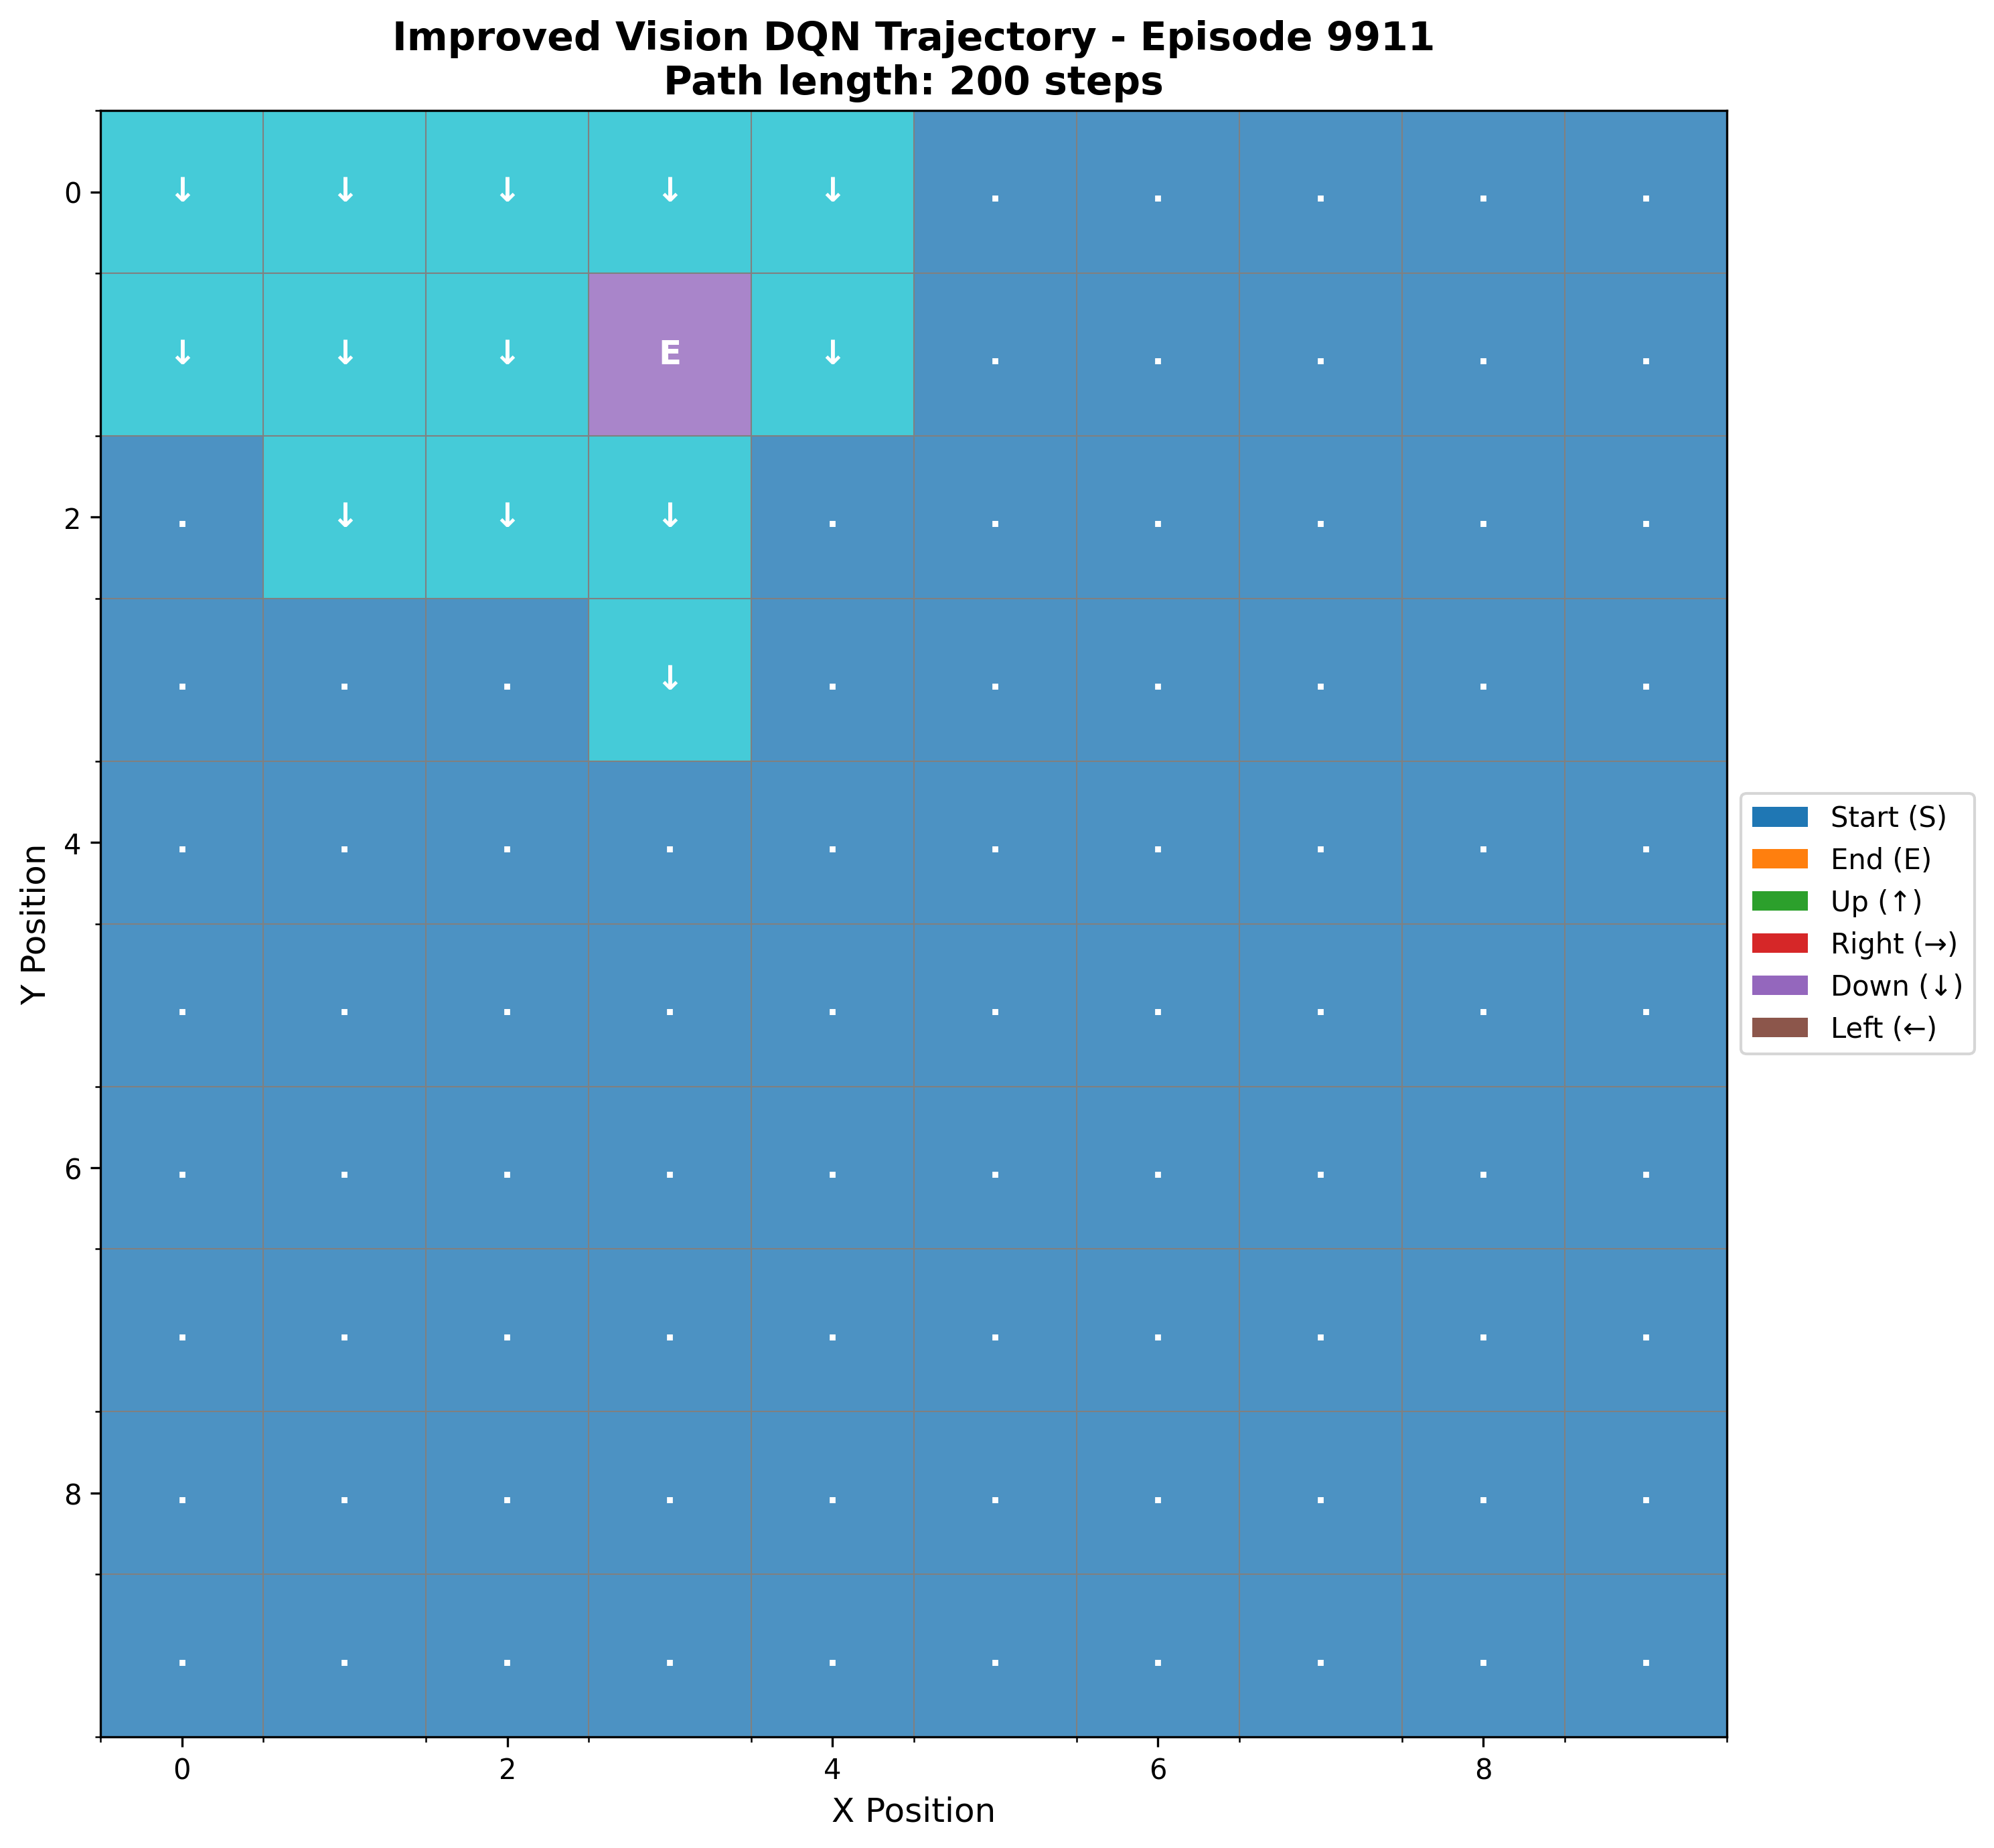 Improved Vision DQN Trajectory - Episode 9911
Path length: 200 steps
0 ↓ ↓ ↓ ↓ ↓ . . . . .
↓ ↓ ↓ E ↓ . . . . .
2 . ↓ ↓ ↓ . . . . . .
. . . ↓ . . . . . .
4 . . . . . . . . . .
. . . . . . . . . .
6 . . . . . . . . . .
. . . . . . . . . .
8 . . . . . . . . . .
. . . . . . . . . .
0 2 4 6 8
X Position
Y Position
Start (S)
End (E)
Up (↑)
Right (→)
Down (↓)
Left (←)